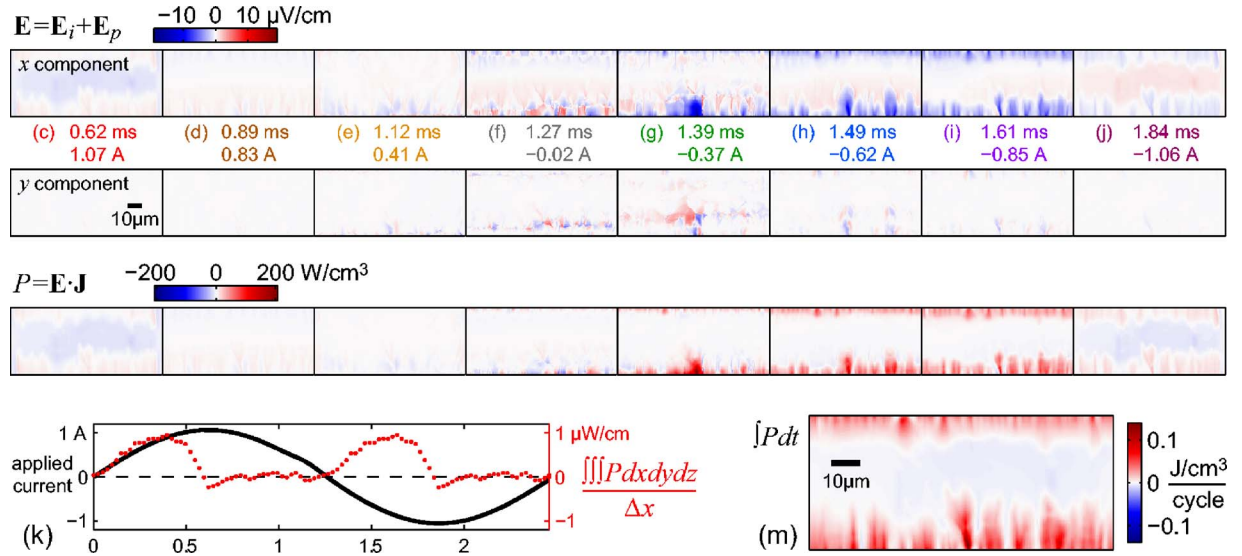 E=Ei+Ep −10 0 10 µV/cm
x component
(c) 0.62 ms (d) 0.89 ms (e) 1.12 ms (f) 1.27 ms (g) 1.39 ms (h) 1.49 ms (i) 1.61 ms (j) 1.84 ms
1.07 A 0.83 A 0.41 A −0.02 A −0.37 A −0.62 A −0.85 A −1.06 A
y component
10µm
P=E·J −200 0 200 W/cm³
1 A
applied current
0
−1
(k)
0 0.5 1 1.5 2
1 µW/cm
0
−1
∫∫∫Pdxdydz
Δx
∫Pdt
10µm
(m)
0.1
0
−0.1
J/cm³
cycle